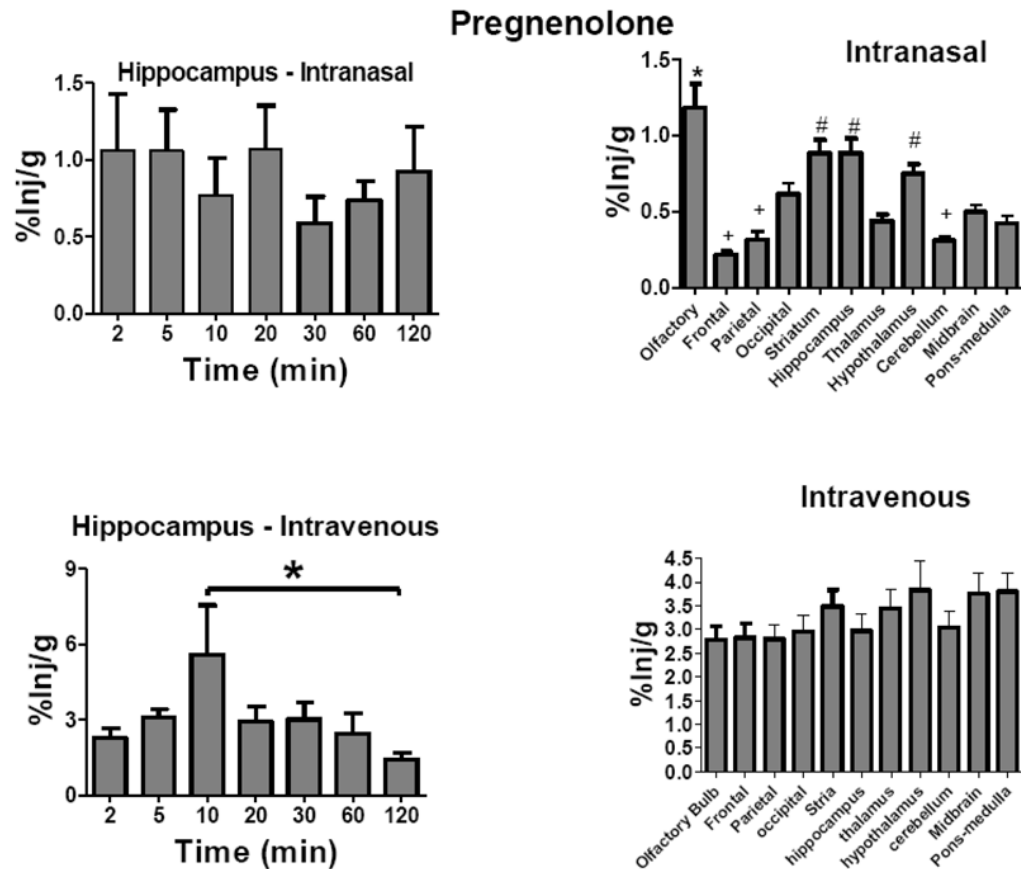 Pregnenolone
Hippocampus - Intranasal
%Inj/g
1.5
1.0
0.5
0.0
2 5 10 20 30 60 120
Time (min)
Intranasal
%Inj/g
1.5
1.0
0.5
0.0
*
+
+
#
#
#
+
Olfactory
Frontal
Parietal
Occipital
Striatum
Hippocampus
Thalamus
Hypothalamus
Cerebellum
Midbrain
Pons-medulla
Hippocampus - Intravenous
%Inj/g
9
6
3
0
*
2 5 10 20 30 60 120
Time (min)
Intravenous
%Inj/g
4.5
4.0
3.5
3.0
2.5
2.0
1.5
1.0
0.5
0.0
Olfactory Bulb
Frontal
Parietal
occipital
Stria
hippocampus
thalamus
hypothalamus
cerebellum
Midbrain
Pons-medulla